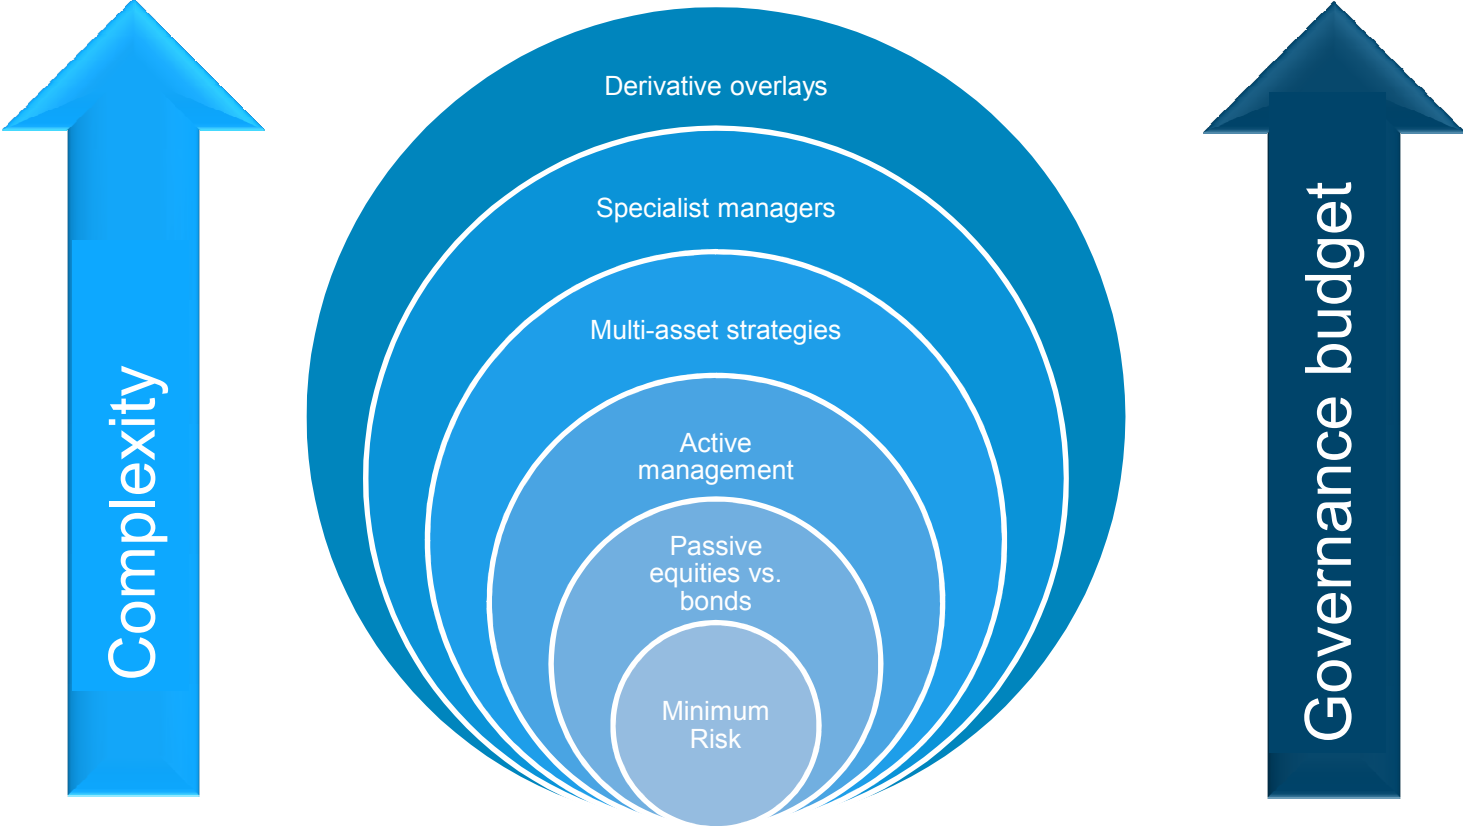 Complexity
Derivative overlays
Specialist managers
Multi-asset strategies
Active
management
Passive
equities vs.
bonds
Minimum
Risk
Governance budget